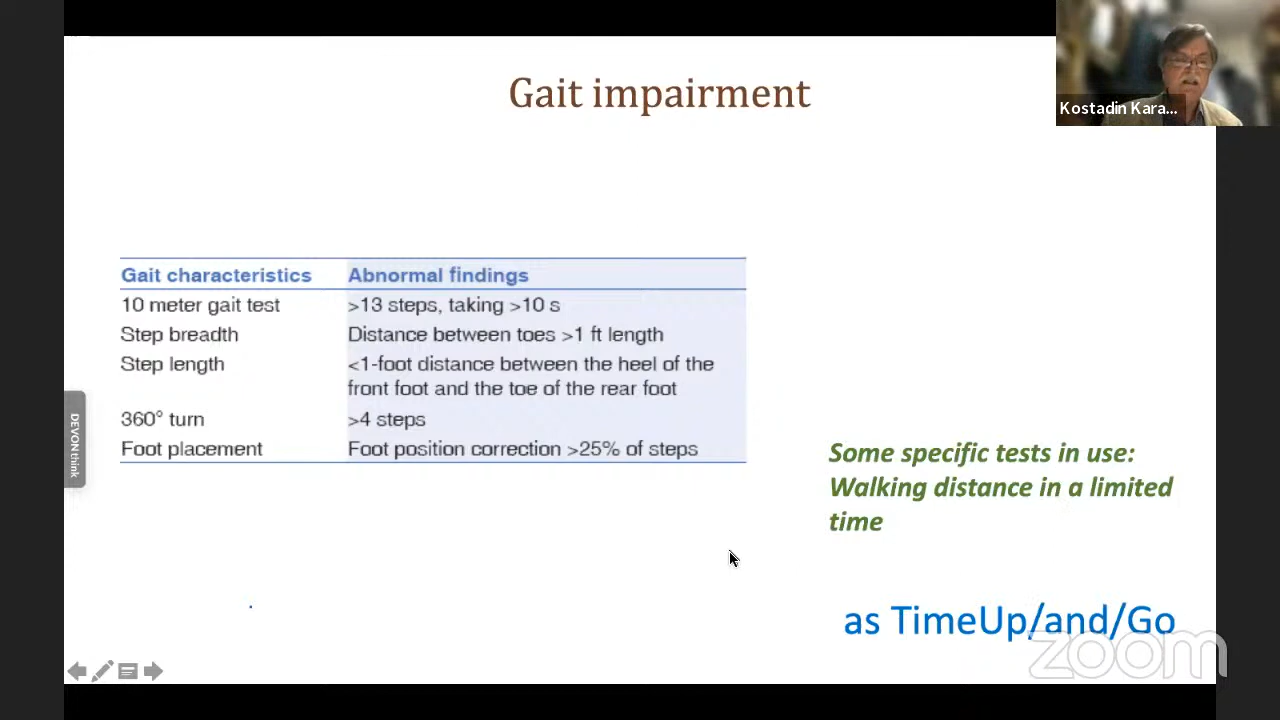 Gait impairment
Kostadin Kara...
Gait characteristics Abnormal findings
10 meter gait test >13 steps, taking >10 s
Step breadth Distance between toes >1 ft length
Step length <1-foot distance between the heel of the
front foot and the toe of the rear foot
360° turn >4 steps
Foot placement Foot position correction >25% of steps
DEVONthink
Some specific tests in use:
Walking distance in a limited
time
as TimeUp/and/Go
zoom